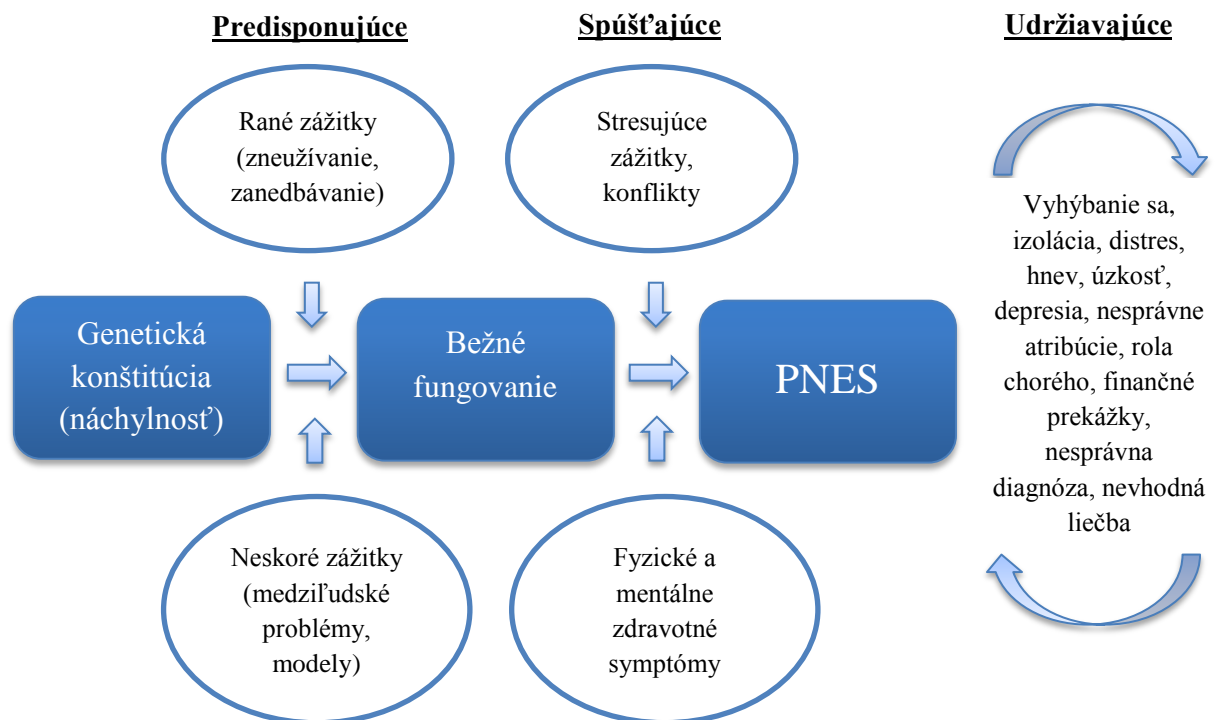 Predisponujúce
Spúšťajúce
Udržiavajúce
Rané zážitky
(zneužívanie,
zanedbávanie)
Stresujúce
zážitky,
konflikty
Genetická
konštitúcia
(náchylnosť)
Bežné
fungovanie
PNES
Vyhýbanie sa,
izolácia, distres,
hnev, úzkosť,
depresia, nesprávne
atribúcie, rola
chorého, finančné
prekážky,
nesprávna
diagnóza, nevhodná
liečba
Neskoré zážitky
(medziľudské
problémy,
modely)
Fyzické a
mentálne
zdravotné
symptómy